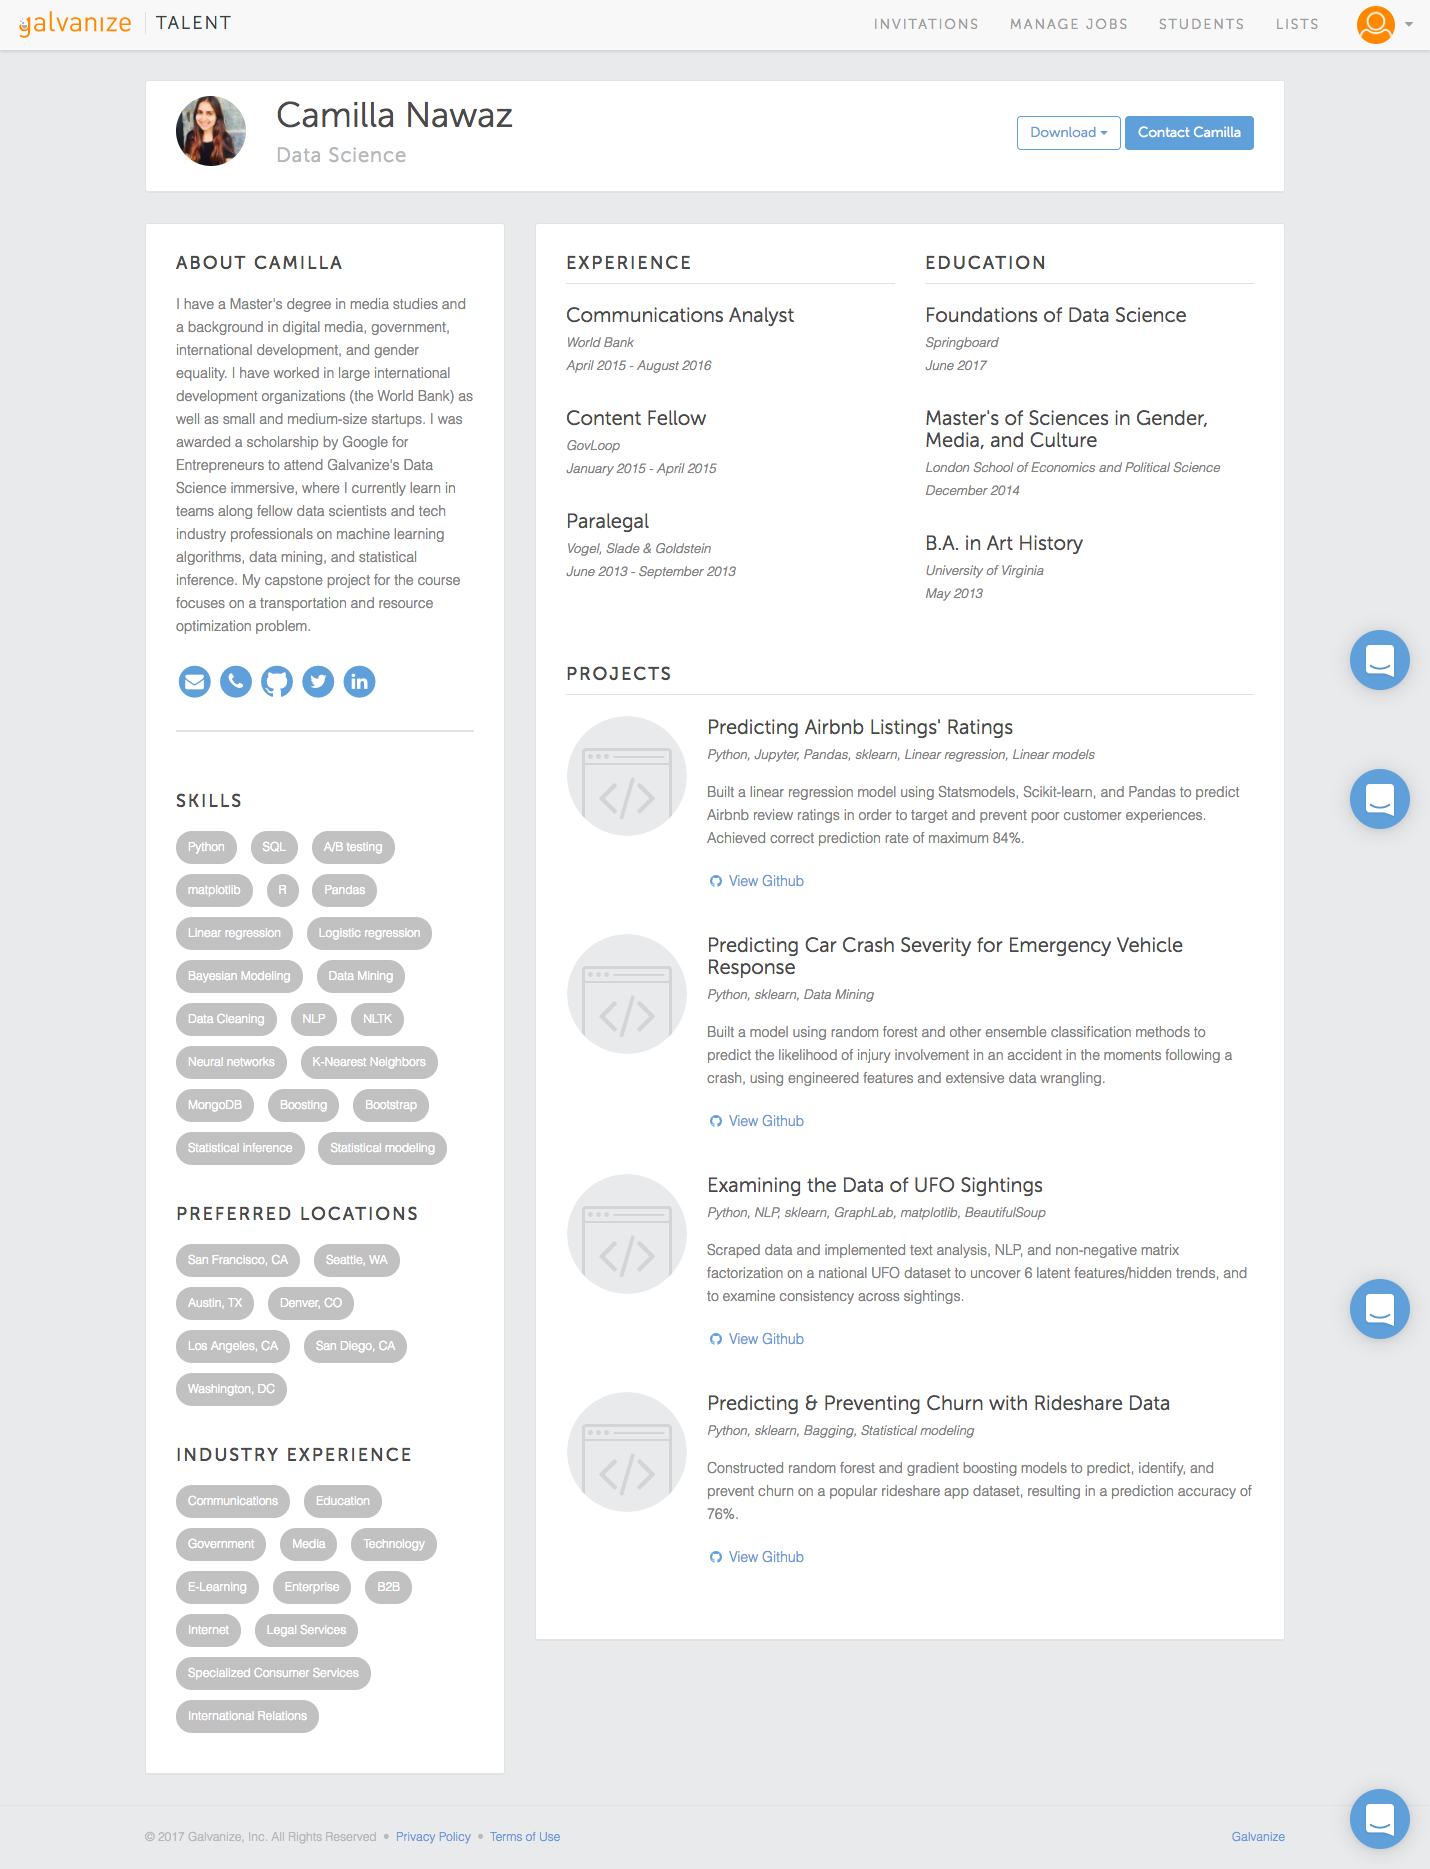 galvanize TALENT INVITATIONS MANAGE JOBS STUDENTS LISTS
Camilla Nawaz
Data Science
Download Contact Camilla
ABOUT CAMILLA
I have a Master's degree in media studies and
a background in digital media, government,
international development, and gender
equality. I have worked in large international
development organizations (the World Bank) as
well as small and medium-size startups. I was
awarded a scholarship by Google for
Entrepreneurs to attend Galvanize's Data
Science immersive, where I currently learn in
teams along fellow data scientists and tech
industry professionals on machine learning
algorithms, data mining, and statistical
inference. My capstone project for the course
focuses on a transportation and resource
optimization problem.
SKILLS
Python SQL A/B testing
matplotlib R Pandas
Linear regression Logistic regression
Bayesian Modeling Data Mining
Data Cleaning NLP NLTK
Neural networks K-Nearest Neighbors
MongoDB Boosting Bootstrap
Statistical inference Statistical modeling
PREFERRED LOCATIONS
San Francisco, CA Seattle, WA
Austin, TX Denver, CO
Los Angeles, CA San Diego, CA
Washington, DC
INDUSTRY EXPERIENCE
Communications Education
Government Media Technology
E-Learning Enterprise B2B
Internet Legal Services
Specialized Consumer Services
International Relations
EXPERIENCE
Communications Analyst
World Bank
April 2015 - August 2016
Content Fellow
GovLoop
January 2015 - April 2015
Paralegal
Vogel, Slade & Goldstein
June 2013 - September 2013
EDUCATION
Foundations of Data Science
Springboard
June 2017
Master's of Sciences in Gender,
Media, and Culture
London School of Economics and Political Science
December 2014
B.A. in Art History
University of Virginia
May 2013
PROJECTS
Predicting Airbnb Listings' Ratings
Python, Jupyter, Pandas, sklearn, Linear regression, Linear models
Built a linear regression model using Statsmodels, Scikit-learn, and Pandas to predict
Airbnb review ratings in order to target and prevent poor customer experiences.
Achieved correct prediction rate of maximum 84%.
View Github
Predicting Car Crash Severity for Emergency Vehicle
Response
Python, sklearn, Data Mining
Built a model using random forest and other ensemble classification methods to
predict the likelihood of injury involvement in an accident in the moments following a
crash, using engineered features and extensive data wrangling.
View Github
Examining the Data of UFO Sightings
Python, NLP, sklearn, GraphLab, matplotlib, BeautifulSoup
Scraped data and implemented text analysis, NLP, and non-negative matrix
factorization on a national UFO dataset to uncover 6 latent features/hidden trends, and
to examine consistency across sightings.
View Github
Predicting & Preventing Churn with Rideshare Data
Python, sklearn, Bagging, Statistical modeling
Constructed random forest and gradient boosting models to predict, identify, and
prevent churn on a popular rideshare app dataset, resulting in a prediction accuracy of
76%.
View Github
© 2017 Galvanize, Inc. All Rights Reserved • Privacy Policy • Terms of Use Galvanize